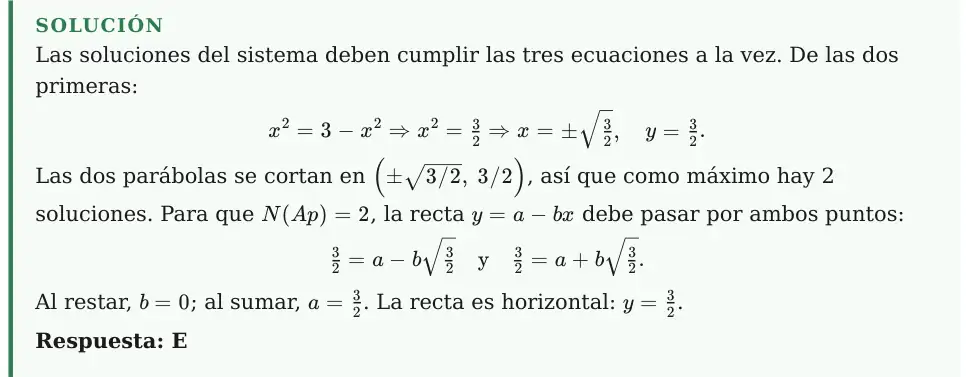 SOLUCIÓN
Las soluciones del sistema deben cumplir las tres ecuaciones a la vez. De las dos
primeras:
x² = 3 − x² ⇒ x² = 3/2 ⇒ x = ±√(3/2), y = 3/2.
Las dos parábolas se cortan en (±√(3/2), 3/2), así que como máximo hay 2
soluciones. Para que N(Ap) = 2, la recta y = a − bx debe pasar por ambos puntos:
3/2 = a − b√(3/2) y 3/2 = a + b√(3/2).
Al restar, b = 0; al sumar, a = 3/2. La recta es horizontal: y = 3/2.
Respuesta: E